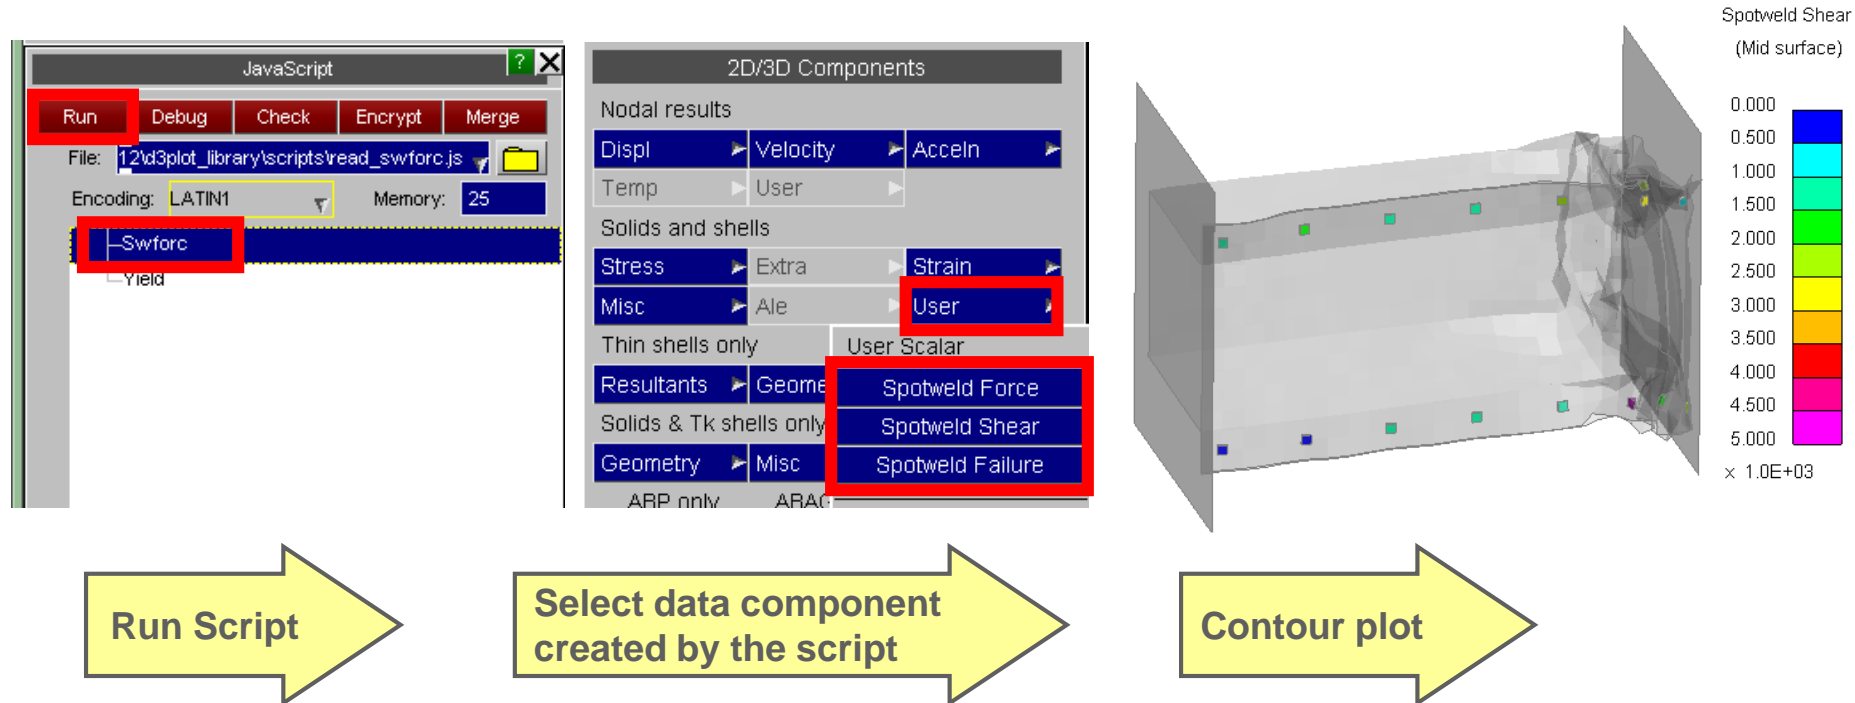 JavaScript
?
Run Debug Check Encrypt Merge
File: 12\d3plot_library\scripts\read_swforc.js
Encoding: LATIN1 Memory: 25
Swforc
Yield
2D/3D Components
Nodal results
Displ Velocity Acceln
Temp User
Solids and shells
Stress Extra Strain
Misc Ale User
Thin shells only User Scalar
Resultants Geome Spotweld Force
Solids & Tk shells only Spotweld Shear
Geometry Misc Spotweld Failure
ABP only
Spotweld Shear
(Mid surface)
0.000
0.500
1.000
1.500
2.000
2.500
3.000
3.500
4.000
4.500
5.000
x 1.0E+03
Run Script
Select data component
created by the script
Contour plot